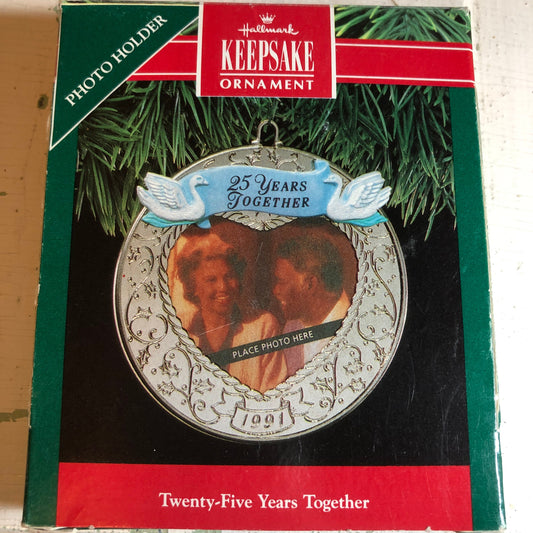 PHOTO HOLDER
Hallmark
KEEPSAKE
ORNAMENT
25 YEARS
TOGETHER
PLACE PHOTO HERE
1991
Twenty-Five Years Together